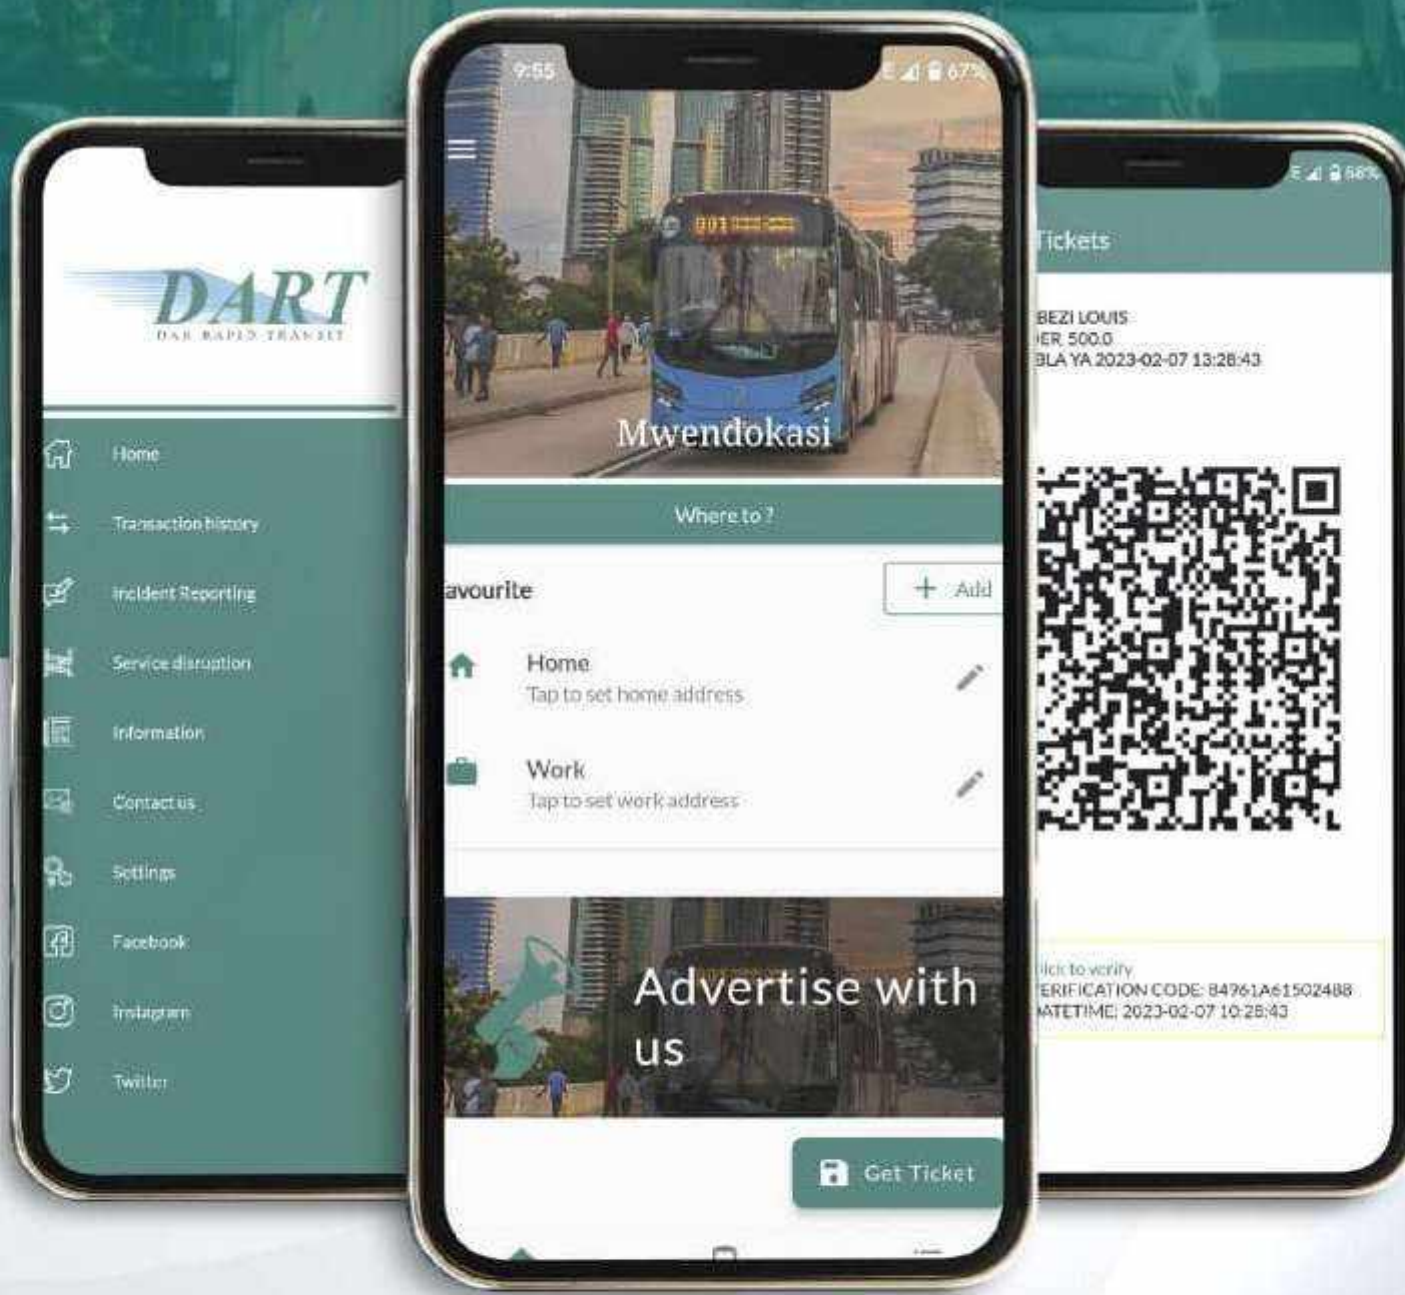 DART
DAR RAPID TRANSIT
Home
Transaction history
Incident Reporting
Service disruption
Information
Contact us
Settings
Facebook
Instagram
Twitter
9:55
E 67%
001
Mwendokasi
Where to ?
avourite
+ Add
Home
Tap to set home address
Work
Tap to set work address
Advertise with
us
Get Ticket
E 66%
Tickets
BEZI LOUIS
DER 500.0
BLA YA 2023-02-07 13:28:43
lick to verify
ERIFICATION CODE: 84961A61502488
ATETIME: 2023-02-07 10:28:43